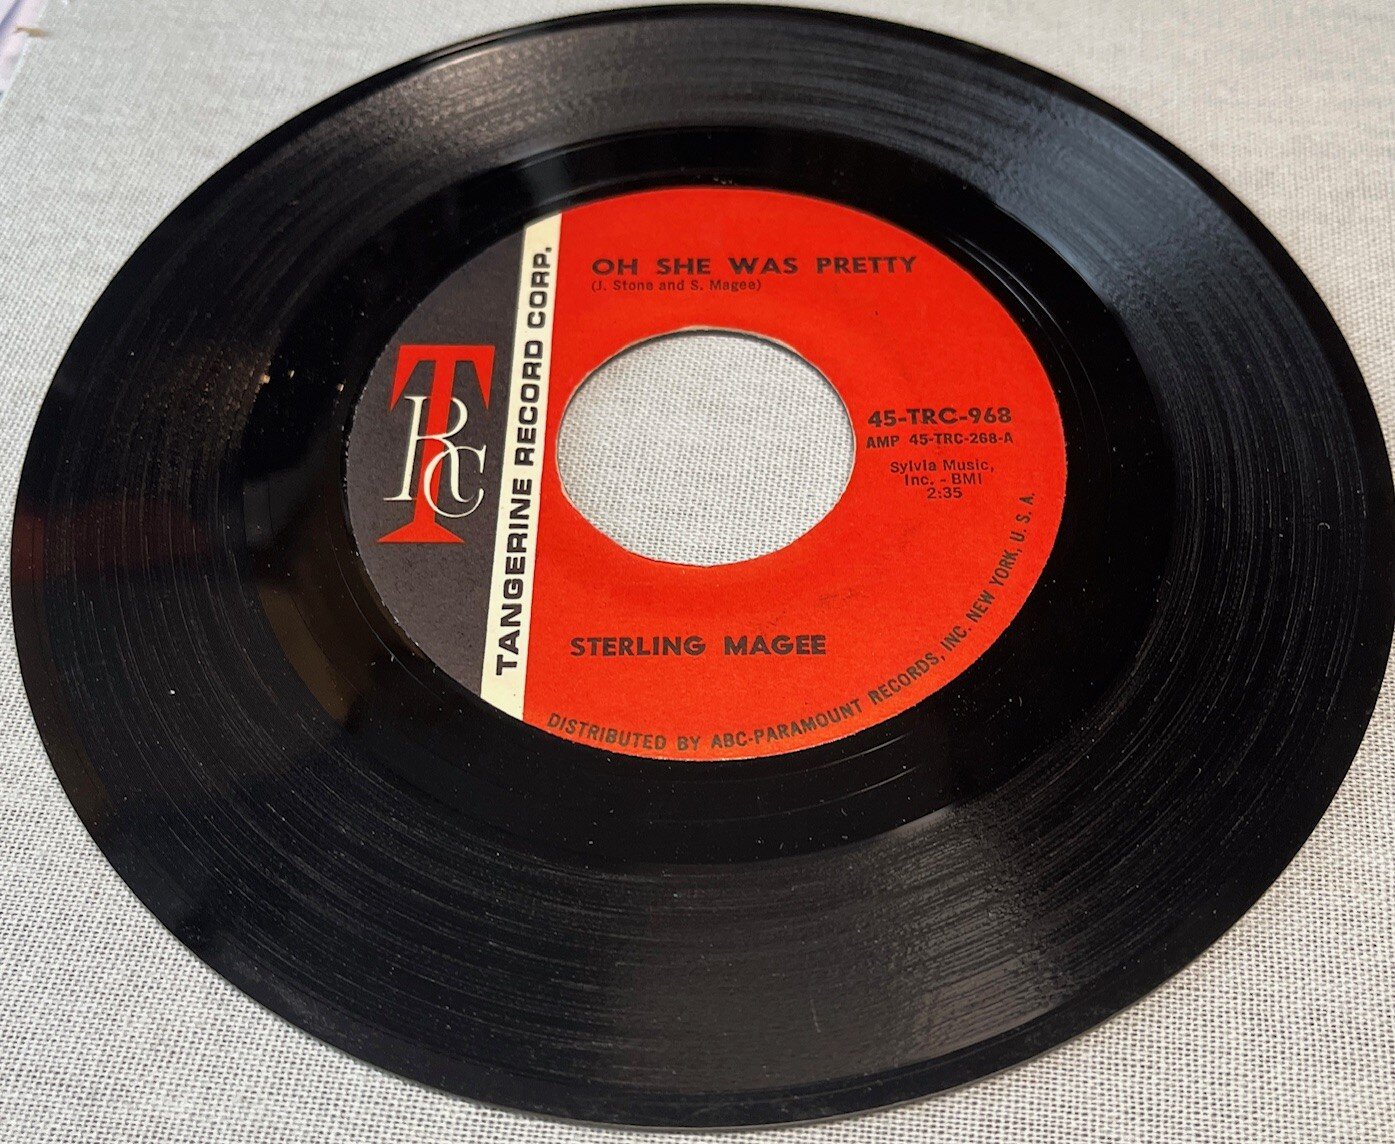 OH SHE WAS PRETTY
(J. Stone and S. Magee)
TRC
TANGERINE RECORD CORP.
45-TRC-968
AMP 45-TRC-268-A
Sylvia Music,
Inc. - BMI
2:35
STERLING MAGEE
DISTRIBUTED BY ABC-PARAMOUNT RECORDS, INC. NEW YORK, U. S. A.